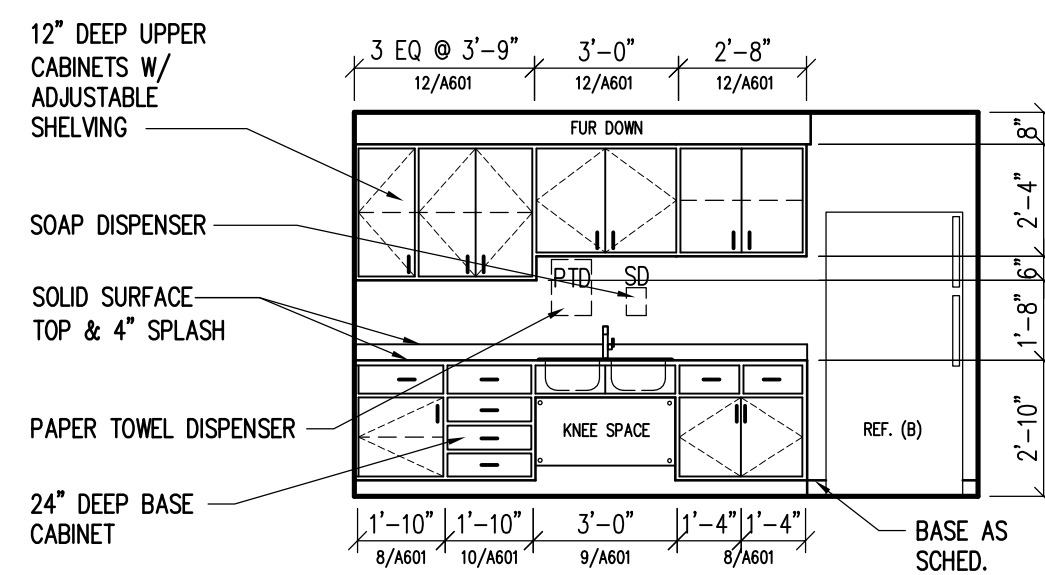 12" DEEP UPPER
CABINETS W/
ADJUSTABLE
SHELVING
SOAP DISPENSER
SOLID SURFACE
TOP & 4" SPLASH
PAPER TOWEL DISPENSER
24" DEEP BASE
CABINET
3 EQ @ 3'-9" 3'-0" 2'-8"
12/A601 12/A601 12/A601
FUR DOWN
8"
2'-4"
6"
1'-8"
2'-10"
PTD SD
KNEE SPACE
REF. (B)
1'-10" 1'-10" 3'-0" 1'-4" 1'-4"
8/A601 10/A601 9/A601 8/A601
BASE AS
SCHED.